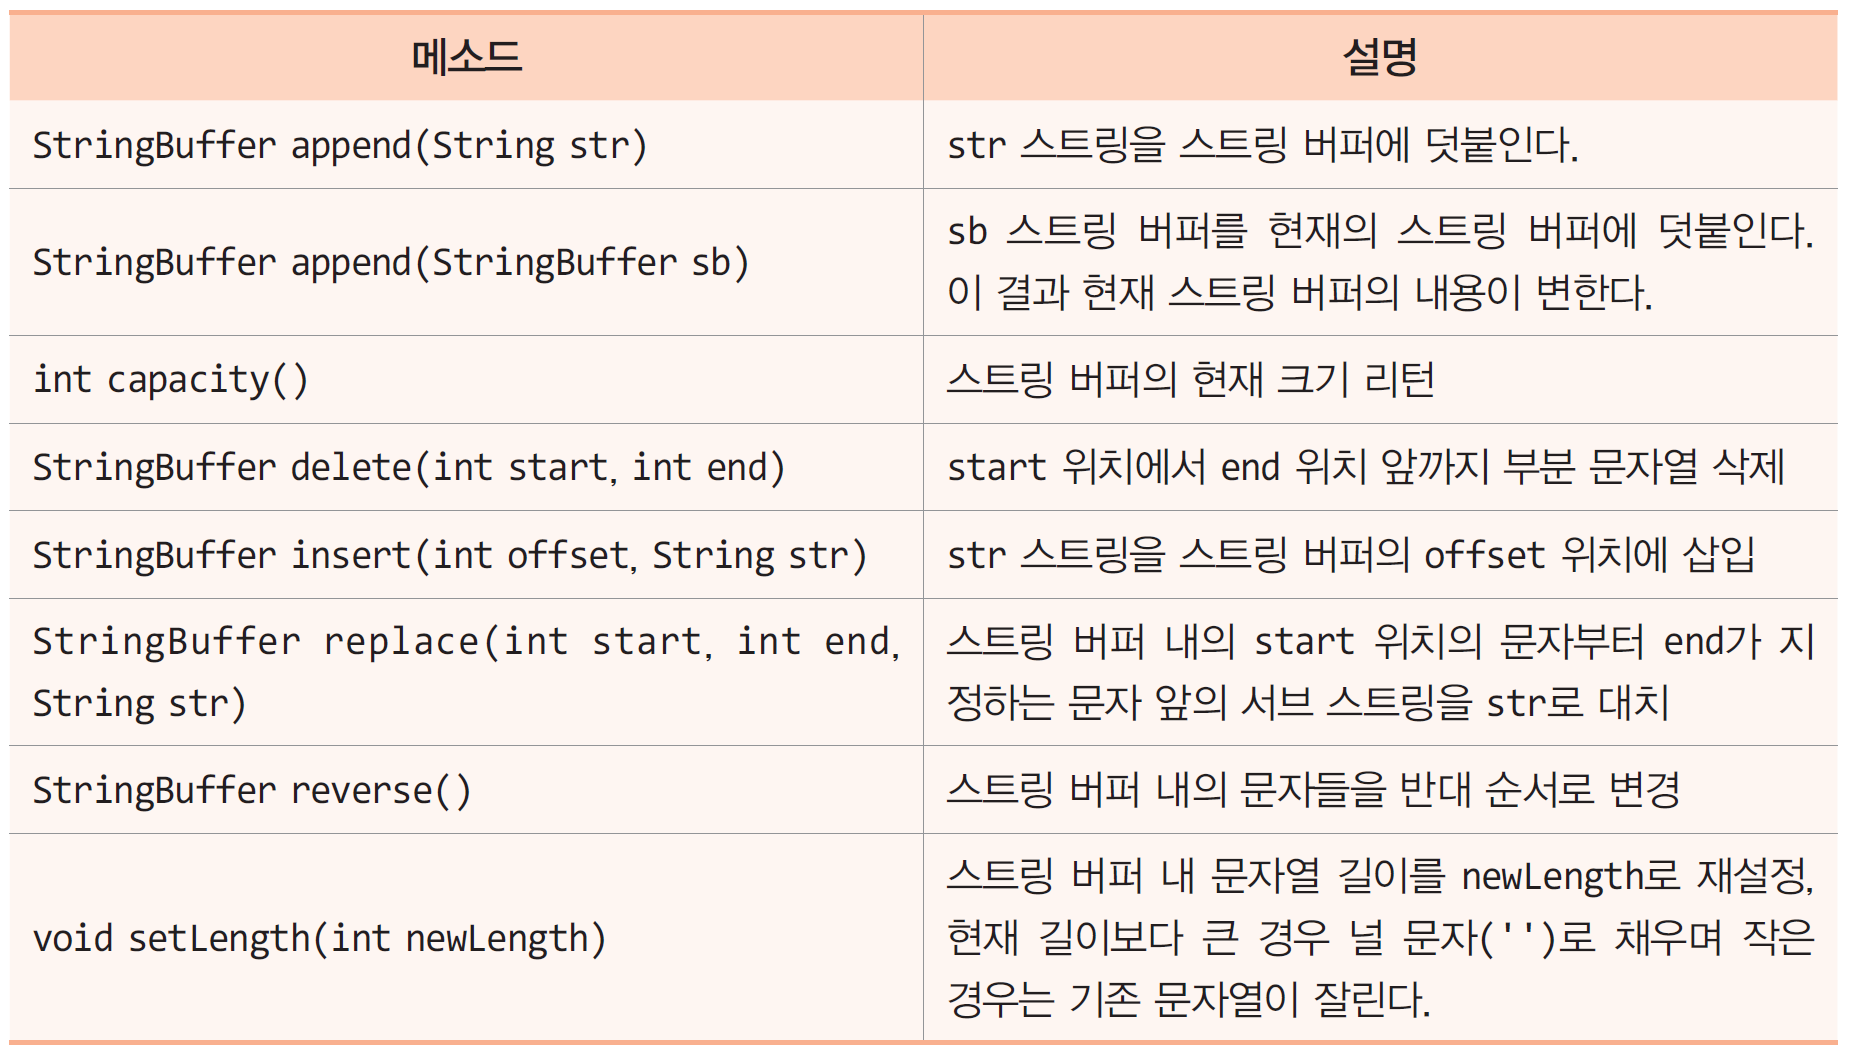 메소드 설명
StringBuffer append(String str) str 스트링을 스트링 버퍼에 덧붙인다.
StringBuffer append(StringBuffer sb) sb 스트링 버퍼를 현재의 스트링 버퍼에 덧붙인다.
이 결과 현재 스트링 버퍼의 내용이 변한다.
int capacity() 스트링 버퍼의 현재 크기 리턴
StringBuffer delete(int start, int end) start 위치에서 end 위치 앞까지 부분 문자열 삭제
StringBuffer insert(int offset, String str) str 스트링을 스트링 버퍼의 offset 위치에 삽입
StringBuffer replace(int start, int end,
String str)
스트링 버퍼 내의 start 위치의 문자부터 end가 지
정하는 문자 앞의 서브 스트링을 str로 대치
StringBuffer reverse() 스트링 버퍼 내의 문자들을 반대 순서로 변경
void setLength(int newLength) 스트링 버퍼 내 문자열 길이를 newLength로 재설정,
현재 길이보다 큰 경우 널 문자('')로 채우며 작은
경우는 기존 문자열이 잘린다.